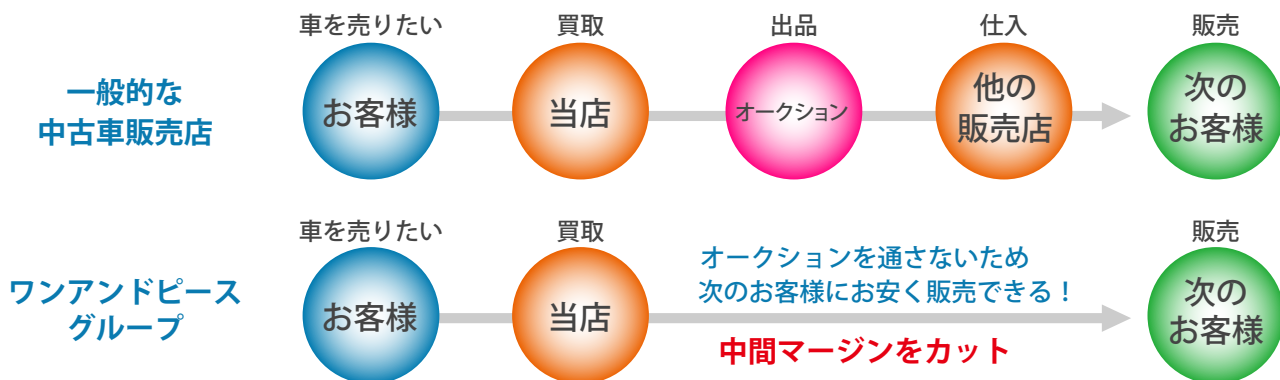 車を売りたい
買取
出品
仕入
販売
一般的な
中古車販売店
お客様
当店
オークション
他の
販売店
次の
お客様
車を売りたい
買取
販売
ワンアンドピース
グループ
お客様
当店
オークションを通さないため
次のお客様にお安く販売できる！
中間マージンをカット
次の
お客様